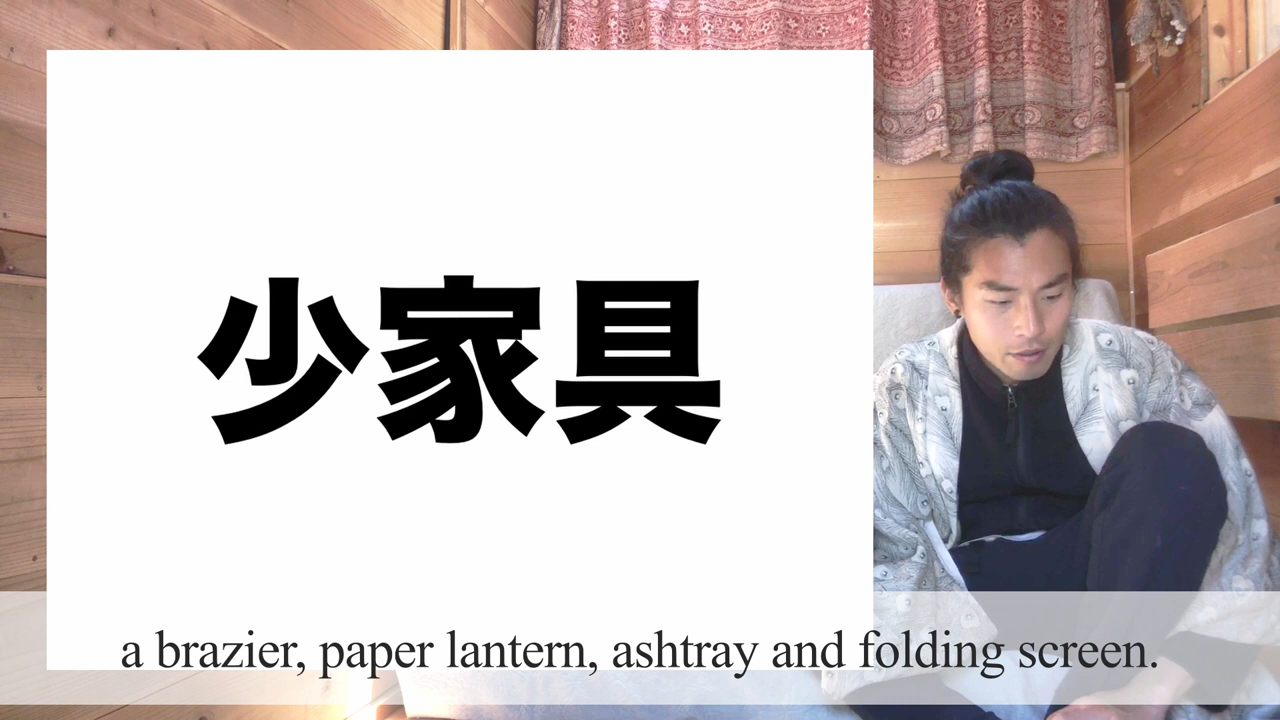 少家具
a brazier, paper lantern, ashtray and folding screen.